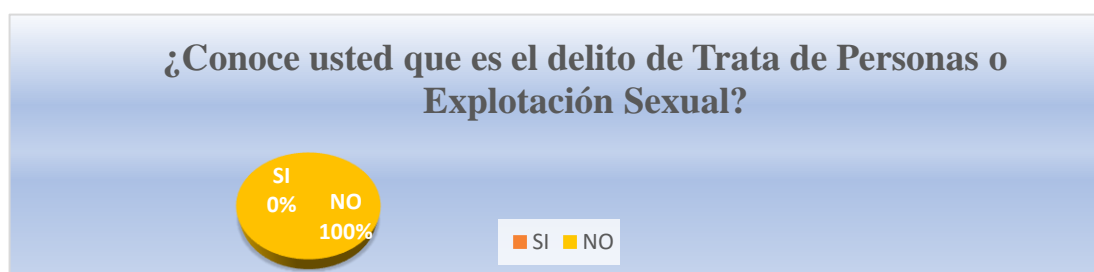 ¿Conoce usted que es el delito de Trata de Personas o
Explotación Sexual?
SI
0%
NO
100%
SI NO